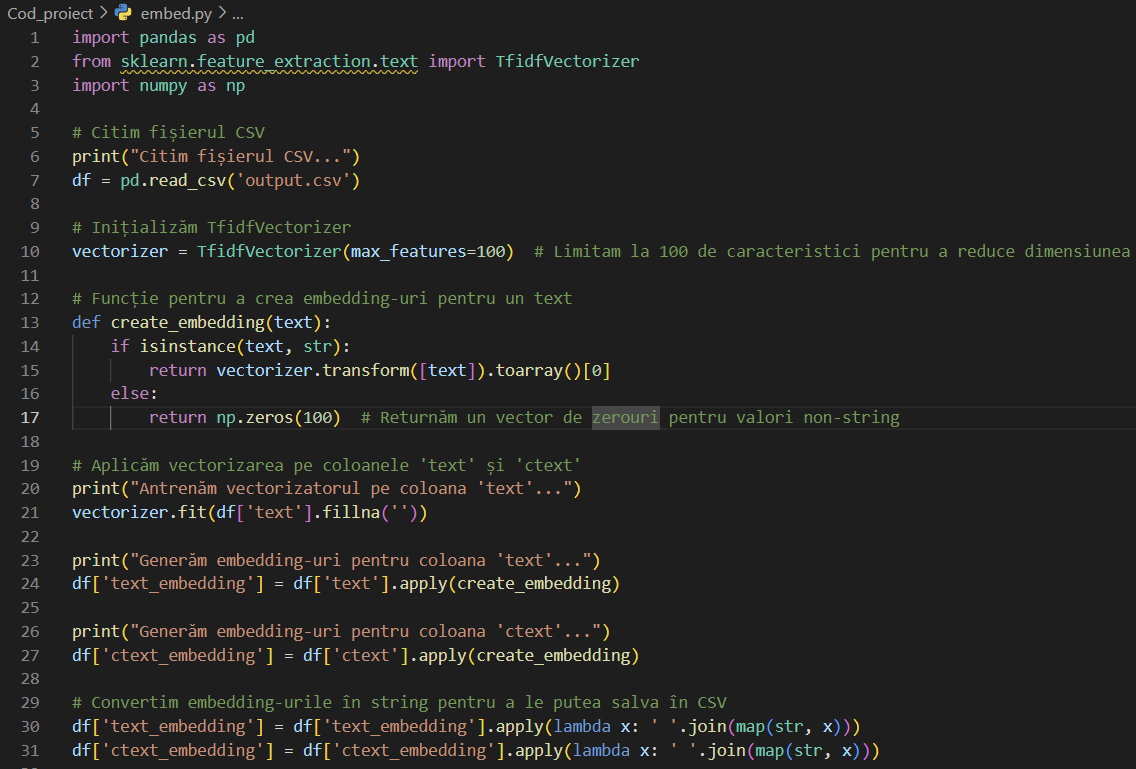 Cod_proiect > embed.py > ...
1 import pandas as pd
2 from sklearn.feature_extraction.text import TfidfVectorizer
3 import numpy as np
4
5 # Citim fișierul CSV
6 print("Citim fișierul CSV...")
7 df = pd.read_csv('output.csv')
8
9 # Inițializăm TfidfVectorizer
10 vectorizer = TfidfVectorizer(max_features=100)  # Limitam la 100 de caracteristici pentru a reduce dimensiunea
11
12 # Funcție pentru a crea embedding-uri pentru un text
13 def create_embedding(text):
14     if isinstance(text, str):
15         return vectorizer.transform([text]).toarray()[0]
16     else:
17         return np.zeros(100)  # Returnăm un vector de zerouri pentru valori non-string
18
19 # Aplicăm vectorizarea pe coloanele 'text' și 'ctext'
20 print("Antrenăm vectorizatorul pe coloana 'text'...")
21 vectorizer.fit(df['text'].fillna(''))
22
23 print("Generăm embedding-uri pentru coloana 'text'...")
24 df['text_embedding'] = df['text'].apply(create_embedding)
25
26 print("Generăm embedding-uri pentru coloana 'ctext'...")
27 df['ctext_embedding'] = df['ctext'].apply(create_embedding)
28
29 # Convertim embedding-urile în string pentru a le putea salva în CSV
30 df['text_embedding'] = df['text_embedding'].apply(lambda x: ' '.join(map(str, x)))
31 df['ctext_embedding'] = df['ctext_embedding'].apply(lambda x: ' '.join(map(str, x)))